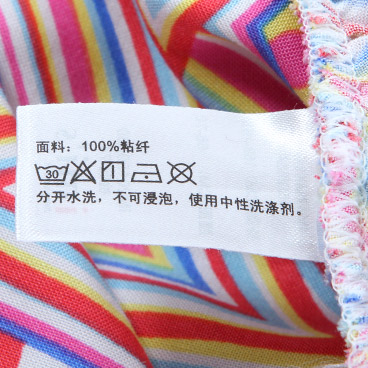 面料：100%粘纤
30
分开水洗，不可浸泡，使用中性洗涤剂。